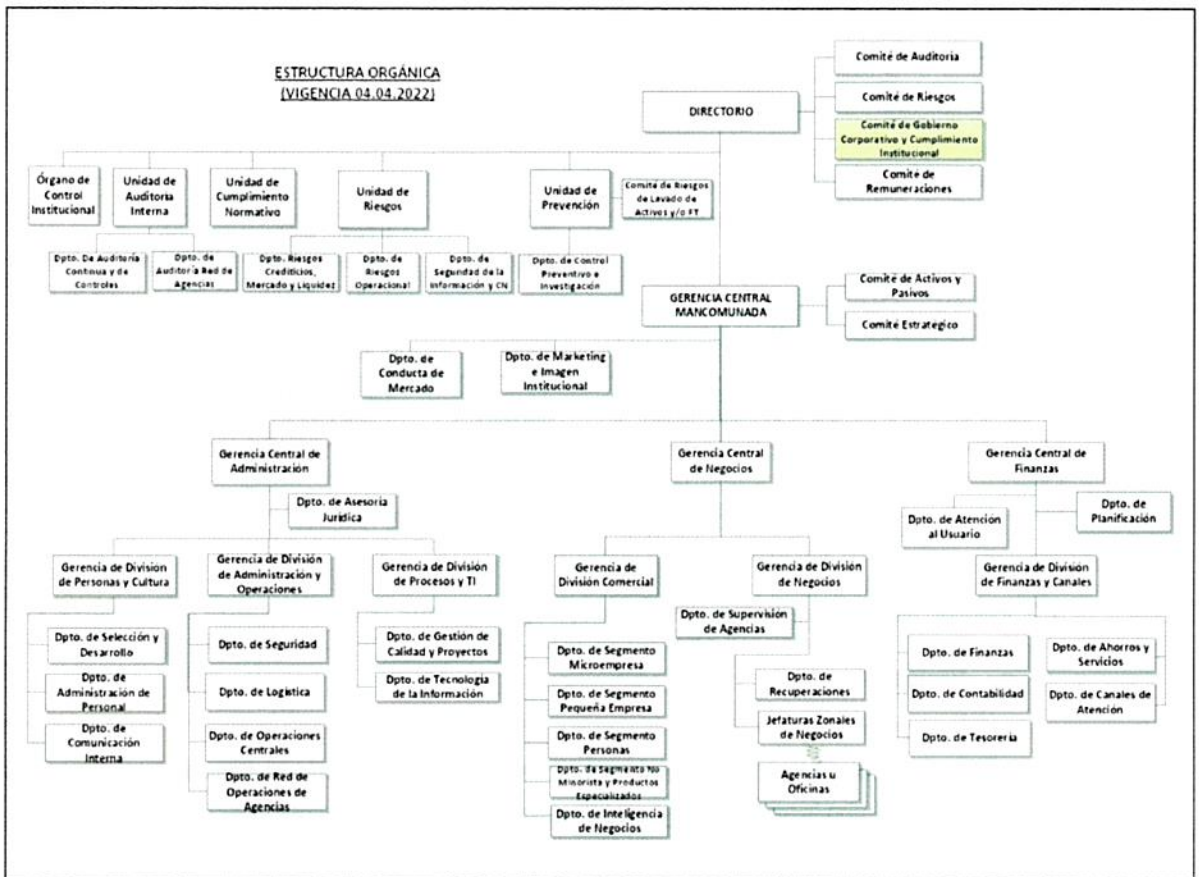 ESTRUCTURA ORGÁNICA
(VIGENCIA 04.04.2022)
DIRECTORIO
Comité de Auditoria
Comité de Riesgos
Comité de Gobierno
Corporativo y Cumplimiento
Institucional
Comité de
Remuneraciones
Órgano de
Control
Institucional
Unidad de
Auditoria
Interna
Unidad de
Cumplimiento
Normativo
Unidad de
Riesgos
Unidad de
Prevención
Comité de Riesgos
de Lavado de
Activos y/o FT
Dpto. De Auditoría
Continua y de
Controles
Dpto. de
Auditoría Red de
Agencias
Dpto. Riesgos
Crediticios,
Mercado y Liquidez
Dpto. de
Riesgos
Operacional
Dpto. de
Seguridad de la
Información y CN
Dpto. de Control
Preventivo e
Investigación
GERENCIA CENTRAL
MANCOMUNADA
Comité de Activos y
Pasivos
Comité Estratégico
Dpto. de
Conducta de
Mercado
Dpto. de Marketing
e Imagen
Institucional
Gerencia Central de
Administración
Gerencia Central
de Negocios
Gerencia Central de
Finanzas
Dpto. de Asesoria
Jurídica
Dpto. de Atención
al Usuario
Dpto. de
Planificación
Gerencia de División
de Personas y Cultura
Gerencia de División
de Administración y
Operaciones
Gerencia de División
de Procesos y TI
Gerencia de
División Comercial
Gerencia de División
de Negocios
Gerencia de División
de Finanzas y Canales
Dpto. de Selección y
Desarrollo
Dpto. de
Administración de
Personal
Dpto. de
Comunicación
Interna
Dpto. de Seguridad
Dpto. de Logística
Dpto. de Operaciones
Centrales
Dpto. de Red de
Operaciones de
Agencias
Dpto. de Gestión de
Calidad y Proyectos
Dpto. de Tecnología
de la Información
Dpto. de Segmento
Microempresa
Dpto. de Segmento
Pequeña Empresa
Dpto. de Segmento
Personas
Dpto. de Segmento No
Minorista y Productos
Especializados
Dpto. de Inteligencia
de Negocios
Dpto. de Supervisión
de Agencias
Dpto. de
Recuperaciones
Jefaturas Zonales
de Negocios
Agencias u
Oficinas
Dpto. de Finanzas
Dpto. de Contabilidad
Dpto. de Tesorería
Dpto. de Ahorros y
Servicios
Dpto. de Canales de
Atención